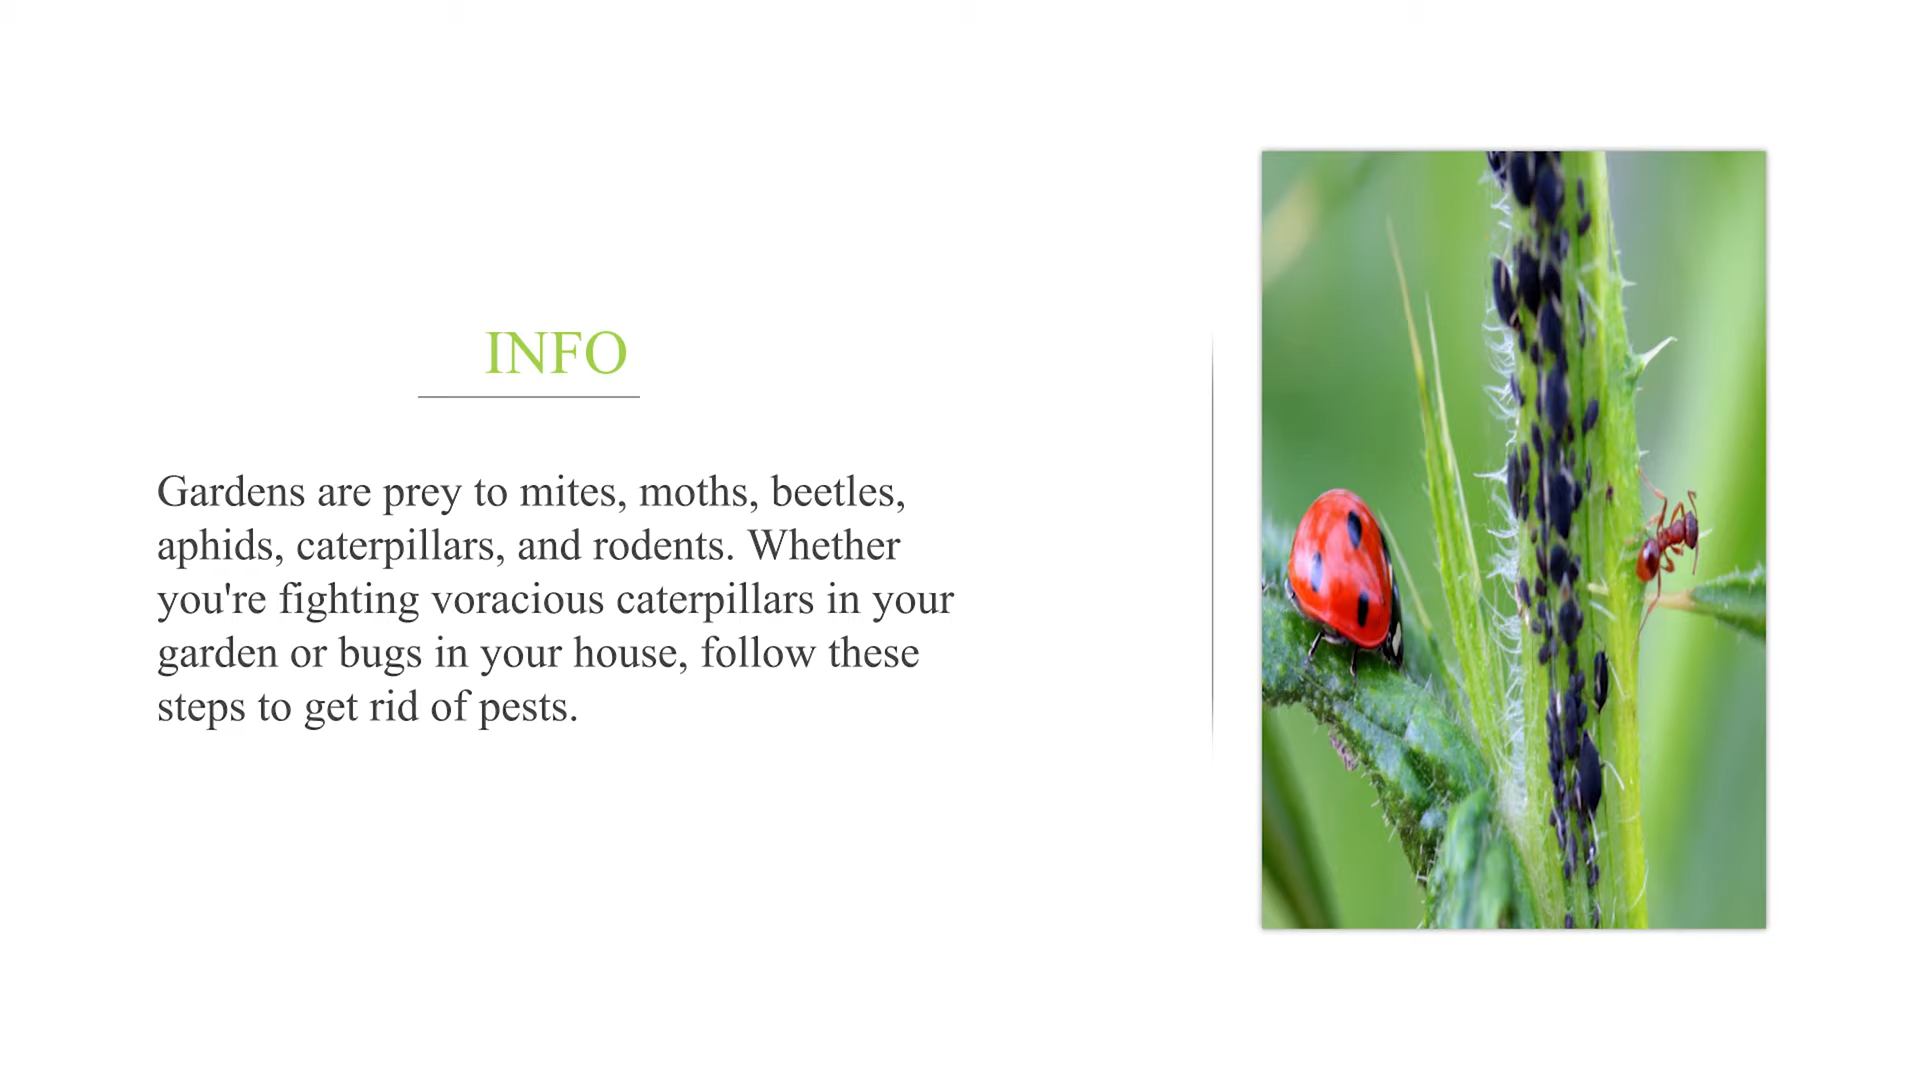 INFO
Gardens are prey to mites, moths, beetles,
aphids, caterpillars, and rodents. Whether
you're fighting voracious caterpillars in your
garden or bugs in your house, follow these
steps to get rid of pests.